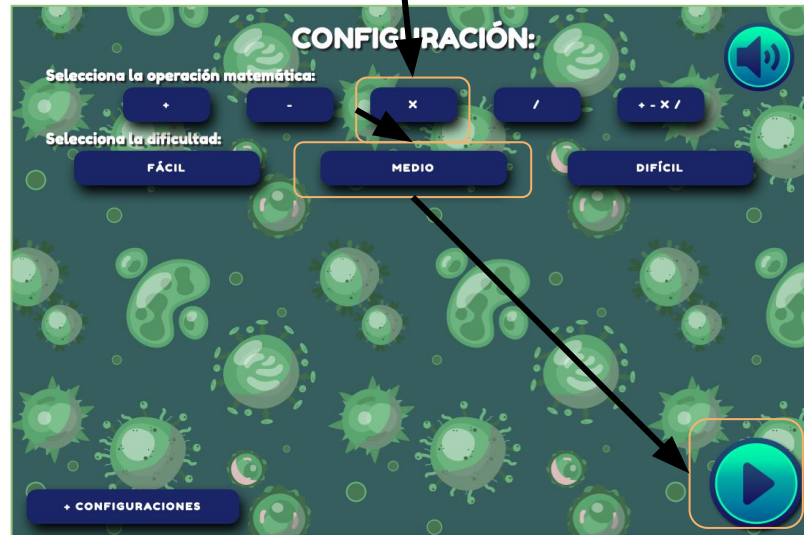 CONFIGURACIÓN:
Selecciona la operación matemática:
+ - X / + - X /
Selecciona la dificultad:
FÁCIL MEDIO DIFÍCIL
+ CONFIGURACIONES